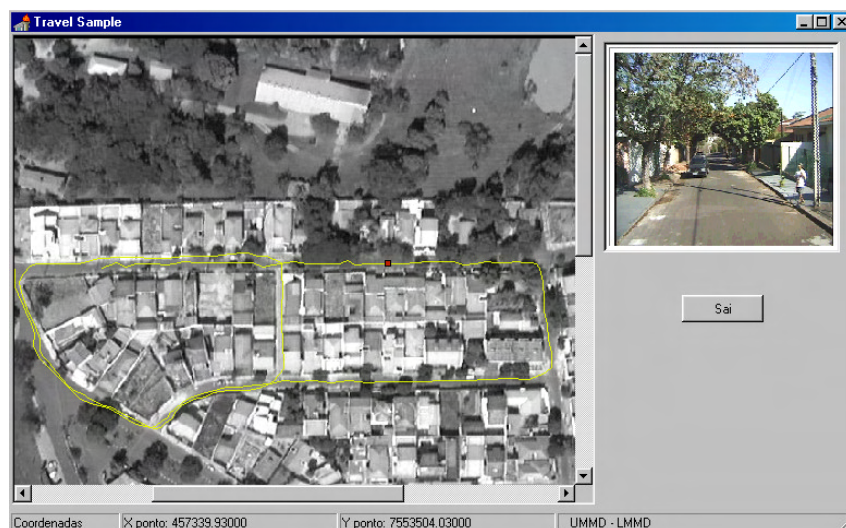 Travel Sample
Sai
Coordenadas
X ponto: 457339.93000
Y ponto: 7553504.03000
UMMD - LMMD